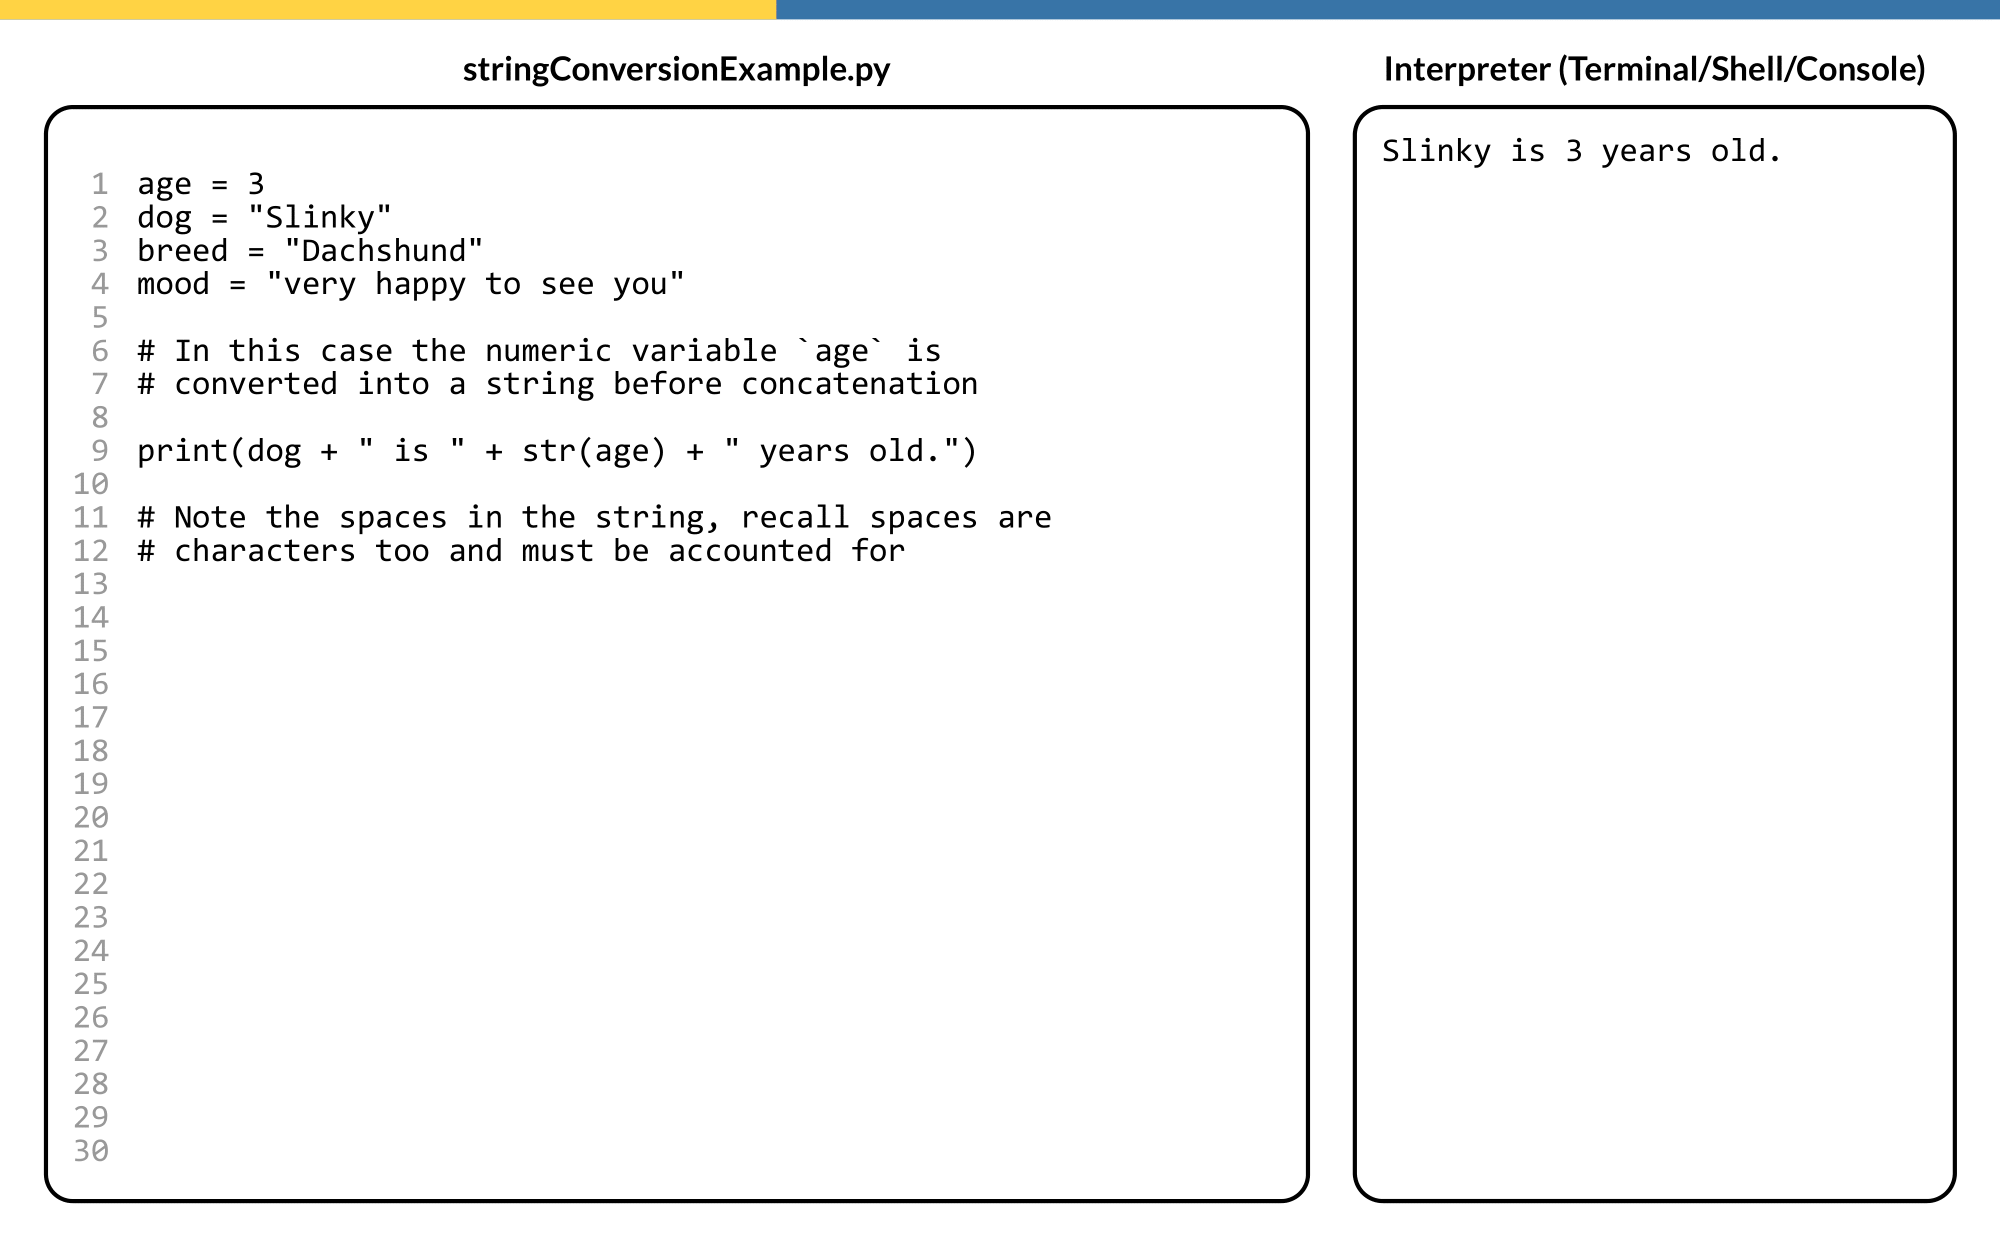 stringConversionExample.py
1 age = 3
2 dog = "Slinky"
3 breed = "Dachshund"
4 mood = "very happy to see you"
5
6 # In this case the numeric variable `age` is
7 # converted into a string before concatenation
8
9 print(dog + " is " + str(age) + " years old.")
10
11 # Note the spaces in the string, recall spaces are
12 # characters too and must be accounted for
13
14
15
16
17
18
19
20
21
22
23
24
25
26
27
28
29
30
Interpreter (Terminal/Shell/Console)
Slinky is 3 years old.